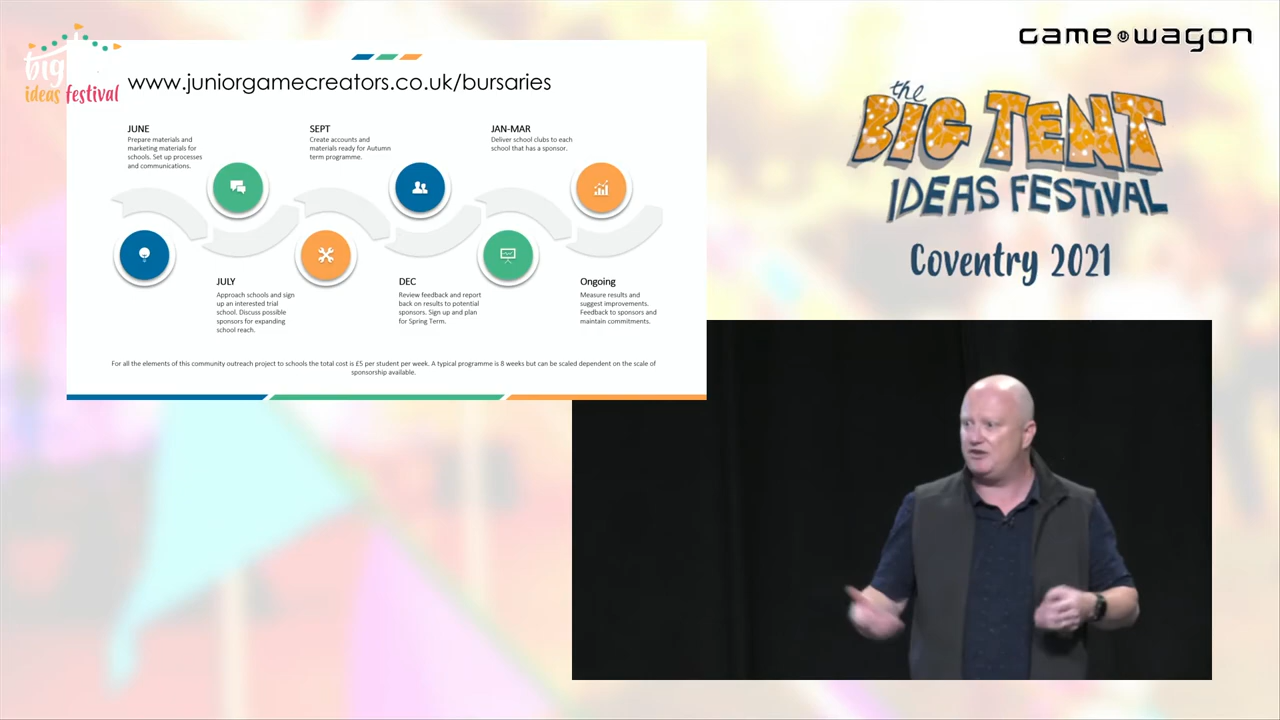 game wagon
big
ideas festival
www.juniorgamecreators.co.uk/bursaries
the
BIG TENT
IDEAS FESTIVAL
Coventry 2021
JUNE
Prepare materials and
marketing materials for
schools. Set up processes
and communications.
SEPT
Create accounts and
materials ready for Autumn
term programme.
JAN-MAR
Deliver school clubs to each
school that has a sponsor.
JULY
Approach schools and sign
up an interested trial
school. Discuss possible
sponsors for expanding
school reach.
DEC
Review feedback and report
back on results to potential
sponsors. Sign up and plan
for Spring Term.
Ongoing
Measure results and
suggest improvements.
Feedback to sponsors and
maintain commitments.
For all the elements of this community outreach project to schools the total cost is £5 per student per week. A typical programme is 8 weeks but can be scaled dependent on the scale of
sponsorship available.